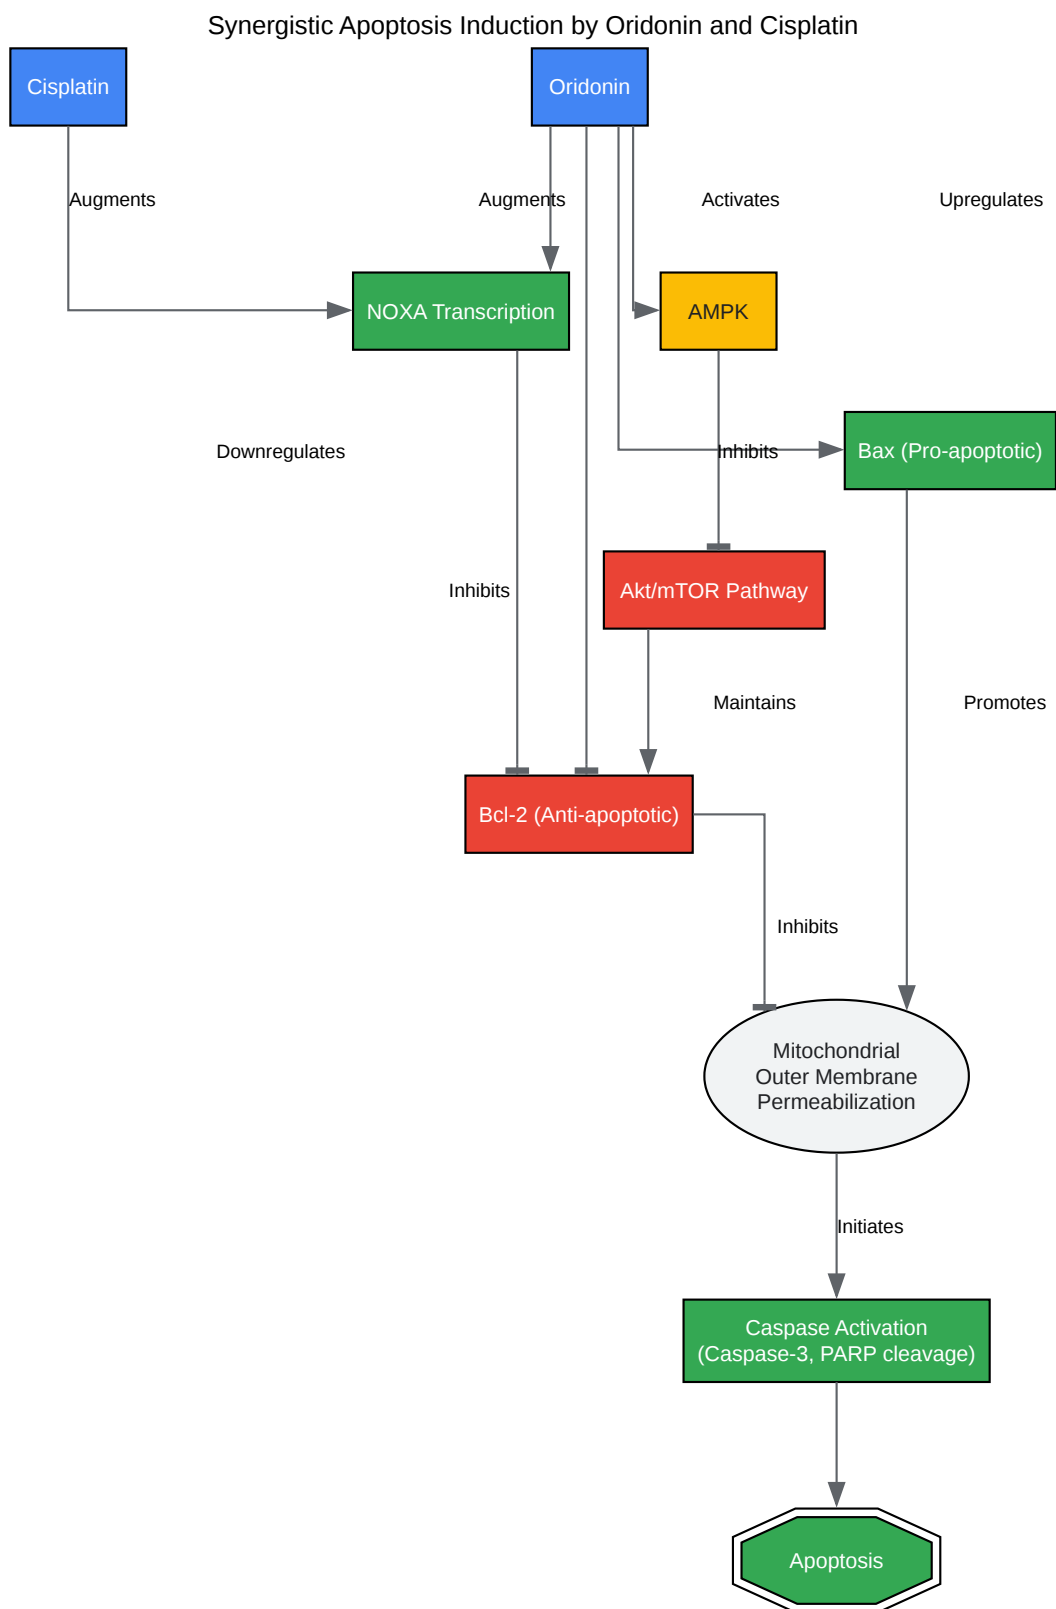 Synergistic Apoptosis Induction by Oridonin and Cisplatin
Cisplatin
Oridonin
Augments
Augments
Activates
Upregulates
NOXA Transcription
AMPK
Downregulates
Inhibits
Bax (Pro-apoptotic)
Inhibits
Akt/mTOR Pathway
Maintains
Promotes
Bcl-2 (Anti-apoptotic)
Inhibits
Mitochondrial
Outer Membrane
Permeabilization
Initiates
Caspase Activation
(Caspase-3, PARP cleavage)
Apoptosis